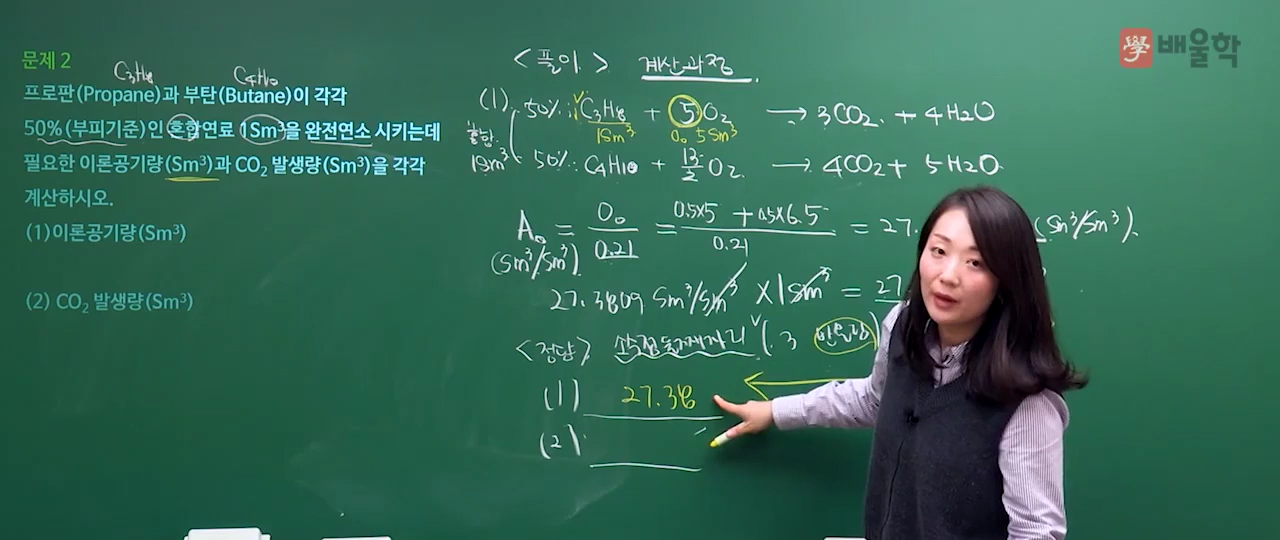 學 배울학
문제 2
C3H8 C4H10
프로판(Propane)과 부탄(Butane)이 각각
50%(부피기준)인 혼합연료 1Sm³을 완전연소 시키는데
필요한 이론공기량(Sm³)과 CO₂ 발생량(Sm³)을 각각
계산하시오.
(1) 이론공기량(Sm³)
(2) CO₂ 발생량(Sm³)
<풀이> 계산과정
(1) 50%: C3H8 + 5O2 → 3CO2 + 4H2O
1Sm³ O₀ 5Sm³
혼합 1Sm³
50%: C4H10 + 13/2 O2 → 4CO2 + 5H2O
A₀ = O₀/0.21 = 0.5×5 + 0.5×6.5/0.21 = 27. (Sm³/Sm³)
(Sm³/Sm³)
27.3809 Sm³/Sm³ × 1Sm³ = 27
<정답> 소숫점 둘째자리 (. 3 반올림)
(1) 27.38
(2)